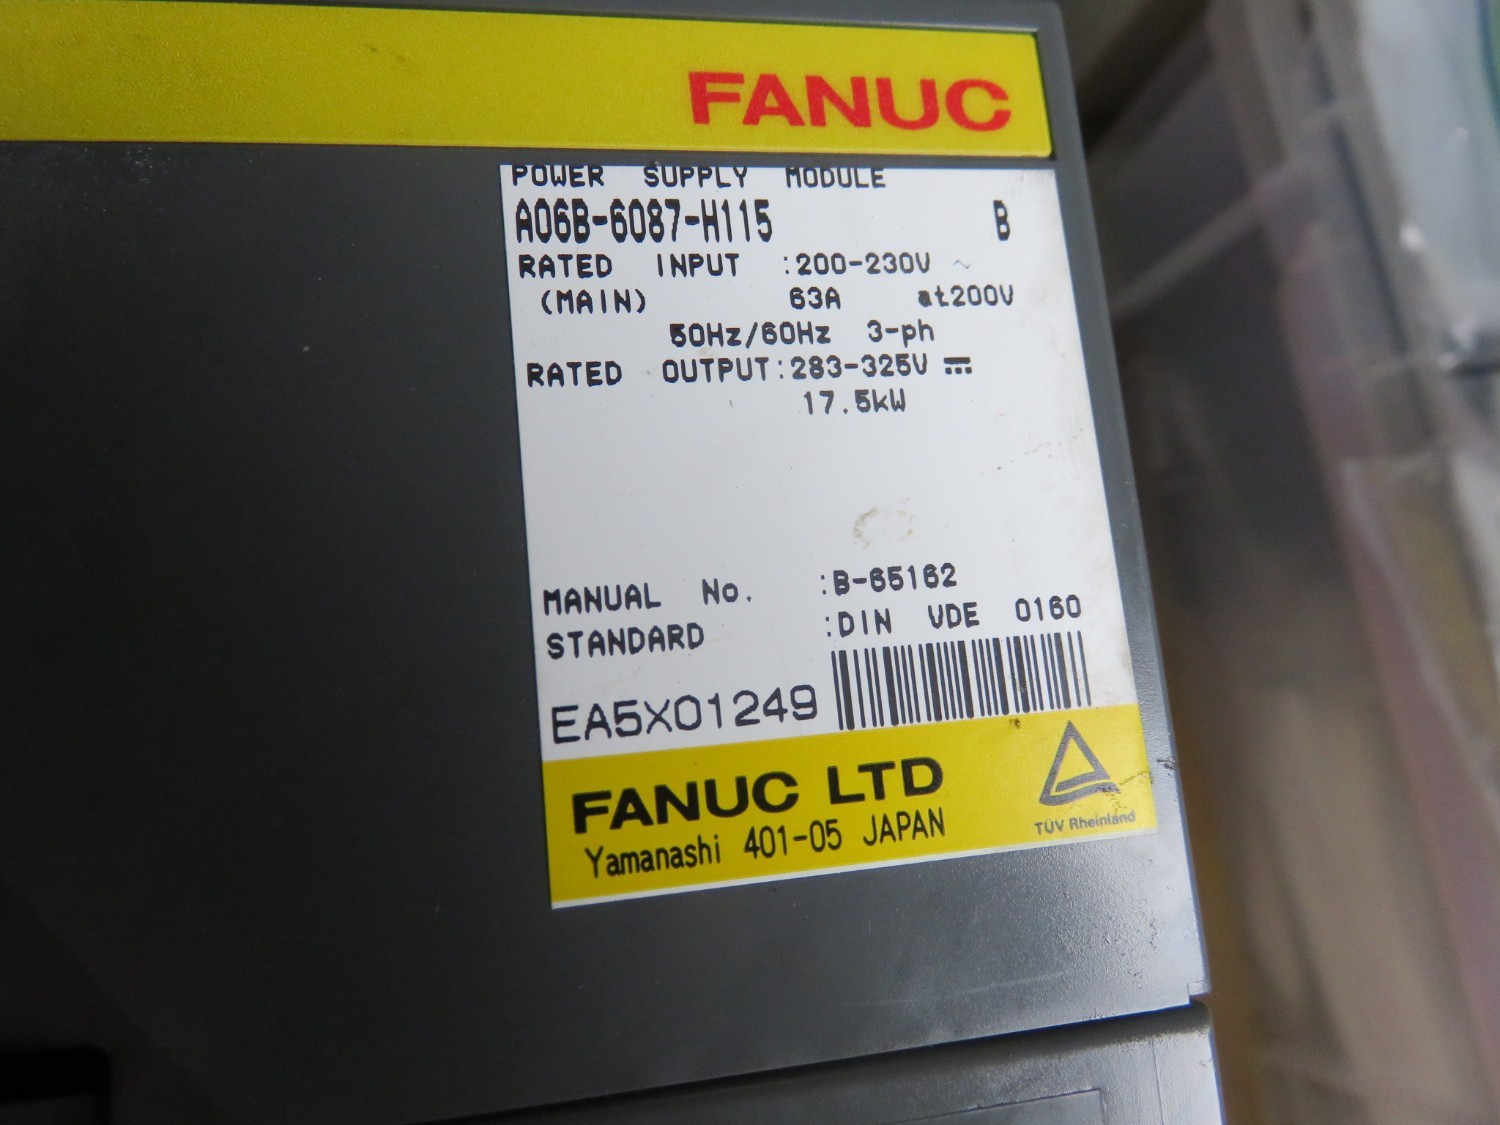 FANUC
POWER SUPPLY MODULE
A06B-6087-H115 B
RATED INPUT :200-230V ~
(MAIN) 63A at200V
50Hz/60Hz 3-ph
RATED OUTPUT:283-325V ⎓
17.5kW
MANUAL No. :B-65162
STANDARD :DIN VDE 0160
EA5X01249
FANUC LTD
Yamanashi 401-05 JAPAN
TÜV Rheinland